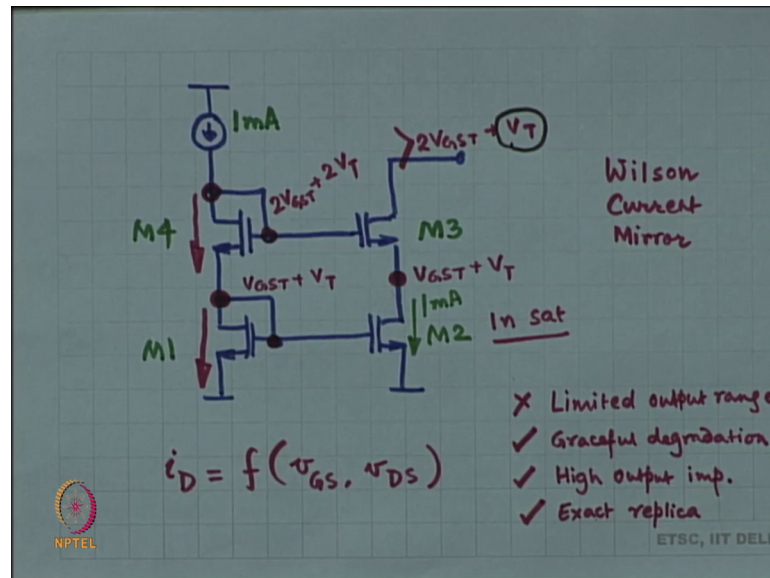 1mA
2VGST + 2VT
2VGST + VT
M4
M3
Wilson
Current
Mirror
VGST + VT
VGST + VT
1mA
M1
M2
In sat
iD = f(vGS, vDS)
✗ Limited output range
✓ Graceful degradation
✓ High output imp.
✓ Exact replica
NPTEL
ETSC, IIT DEL